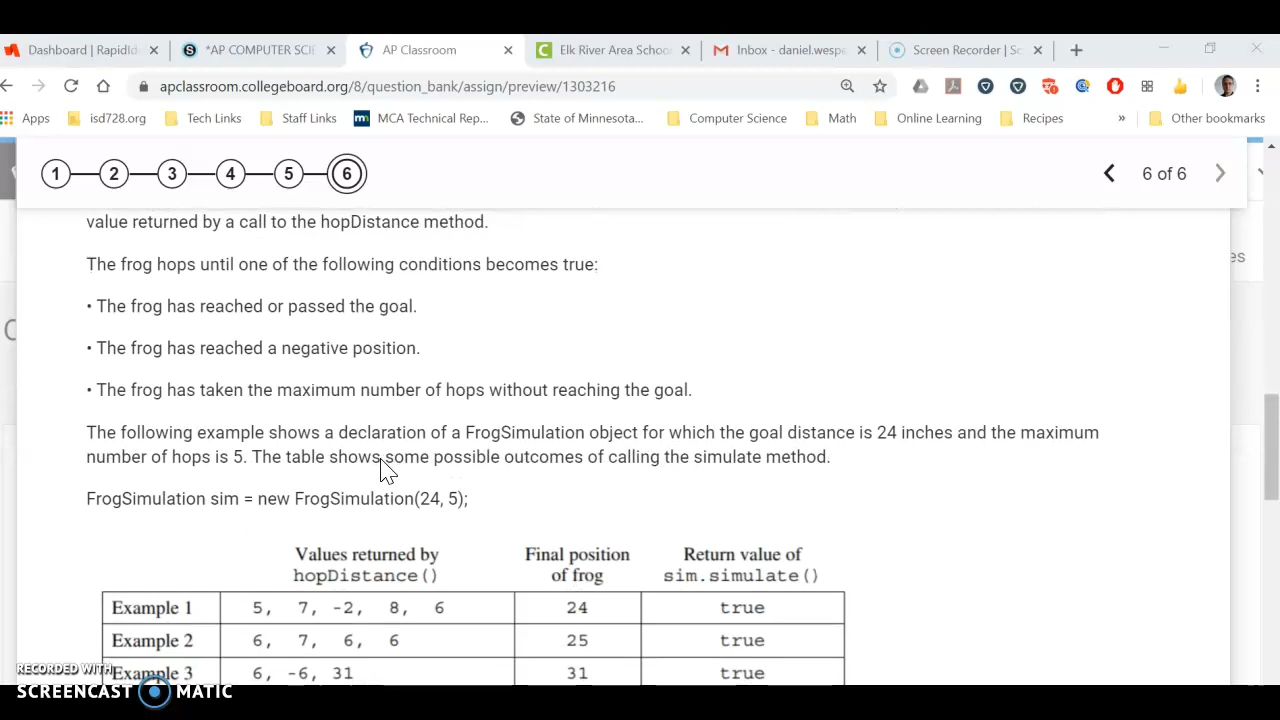 Dashboard | RapidIde
*AP COMPUTER SCIE
AP Classroom
Elk River Area Schoo
Inbox - daniel.wespe
Screen Recorder | Sc
apclassroom.collegeboard.org/8/question_bank/assign/preview/1303216
Apps
isd728.org
Tech Links
Staff Links
MCA Technical Rep...
State of Minnesota...
Computer Science
Math
Online Learning
Recipes
»
Other bookmarks
1 2 3 4 5 6
6 of 6
value returned by a call to the hopDistance method.
The frog hops until one of the following conditions becomes true:
• The frog has reached or passed the goal.
• The frog has reached a negative position.
• The frog has taken the maximum number of hops without reaching the goal.
The following example shows a declaration of a FrogSimulation object for which the goal distance is 24 inches and the maximum
number of hops is 5. The table shows some possible outcomes of calling the simulate method.
FrogSimulation sim = new FrogSimulation(24, 5);
Values returned by hopDistance()
Final position of frog
Return value of sim.simulate()
Example 1 5, 7, -2, 8, 6 24 true
Example 2 6, 7, 6, 6 25 true
Example 3 6, -6, 31 31 true
RECORDED WITH
SCREENCAST MATIC